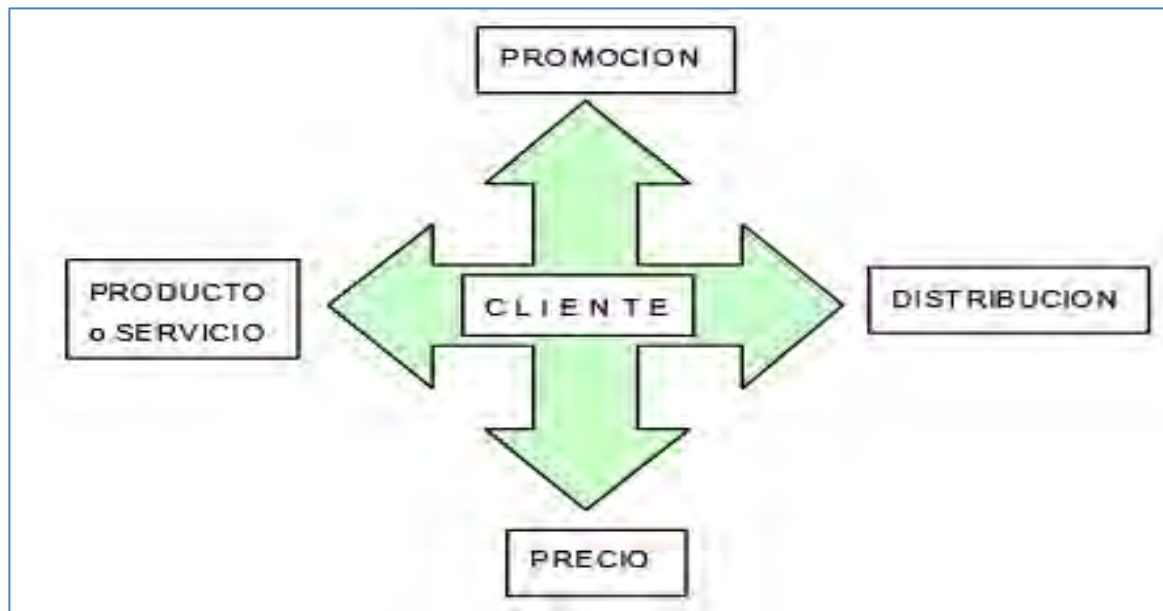 PROMOCION
PRODUCTO
o SERVICIO
CLIENTE
DISTRIBUCION
PRECIO